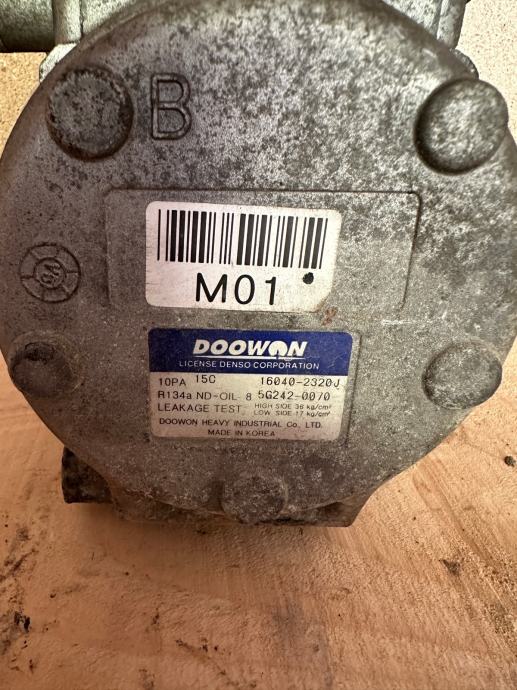 B
M01
DOOWON
LICENSE DENSO CORPORATION
10PA 15C 16040-2320J
R134a ND-OIL 8 5G242-0070
LEAKAGE TEST HIGH SIDE 36 kg/cm² LOW SIDE 17 kg/cm²
DOOWON HEAVY INDUSTRIAL Co., LTD.
MADE IN KOREA